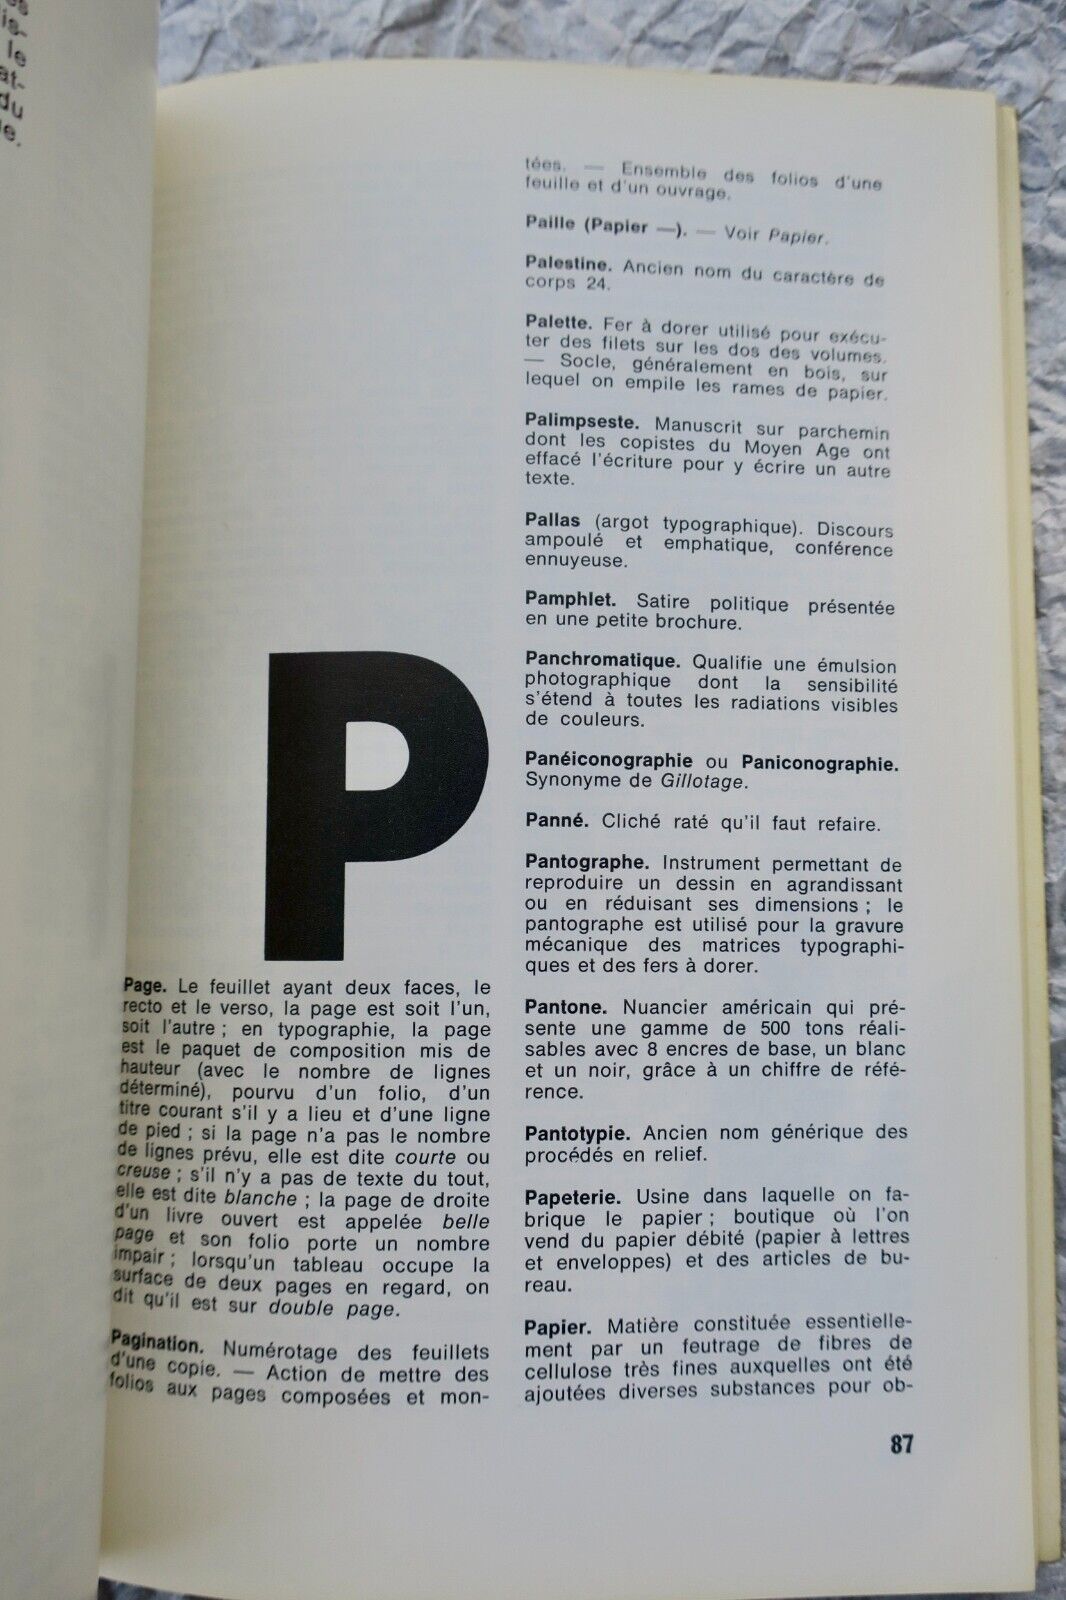 is-
le
at-
du
P
Page. Le feuillet ayant deux faces, le
recto et le verso, la page est soit l'un,
soit l'autre ; en typographie, la page
est le paquet de composition mis de
hauteur (avec le nombre de lignes
déterminé), pourvu d'un folio, d'un
titre courant s'il y a lieu et d'une ligne
de pied ; si la page n'a pas le nombre
de lignes prévu, elle est dite courte ou
creuse ; s'il n'y a pas de texte du tout,
elle est dite blanche ; la page de droite
d'un livre ouvert est appelée belle
page et son folio porte un nombre
impair ; lorsqu'un tableau occupe la
surface de deux pages en regard, on
dit qu'il est sur double page.
Pagination. Numérotage des feuillets
d'une copie. — Action de mettre des
folios aux pages composées et mon-
tées. — Ensemble des folios d'une
feuille et d'un ouvrage.
Paille (Papier —). — Voir Papier.
Palestine. Ancien nom du caractère de
corps 24.
Palette. Fer à dorer utilisé pour exécu-
ter des filets sur les dos des volumes.
— Socle, généralement en bois, sur
lequel on empile les rames de papier.
Palimpseste. Manuscrit sur parchemin
dont les copistes du Moyen Age ont
effacé l'écriture pour y écrire un autre
texte.
Pallas (argot typographique). Discours
ampoulé et emphatique, conférence
ennuyeuse.
Pamphlet. Satire politique présentée
en une petite brochure.
Panchromatique. Qualifie une émulsion
photographique dont la sensibilité
s'étend à toutes les radiations visibles
de couleurs.
Panéiconographie ou Paniconographie.
Synonyme de Gillotage.
Panné. Cliché raté qu'il faut refaire.
Pantographe. Instrument permettant de
reproduire un dessin en agrandissant
ou en réduisant ses dimensions ; le
pantographe est utilisé pour la gravure
mécanique des matrices typographi-
ques et des fers à dorer.
Pantone. Nuancier américain qui pré-
sente une gamme de 500 tons réali-
sables avec 8 encres de base, un blanc
et un noir, grâce à un chiffre de réfé-
rence.
Pantotypie. Ancien nom générique des
procédés en relief.
Papeterie. Usine dans laquelle on fa-
brique le papier ; boutique où l'on
vend du papier débité (papier à lettres
et enveloppes) et des articles de bu-
reau.
Papier. Matière constituée essentielle-
ment par un feutrage de fibres de
cellulose très fines auxquelles ont été
ajoutées diverses substances pour ob-
87